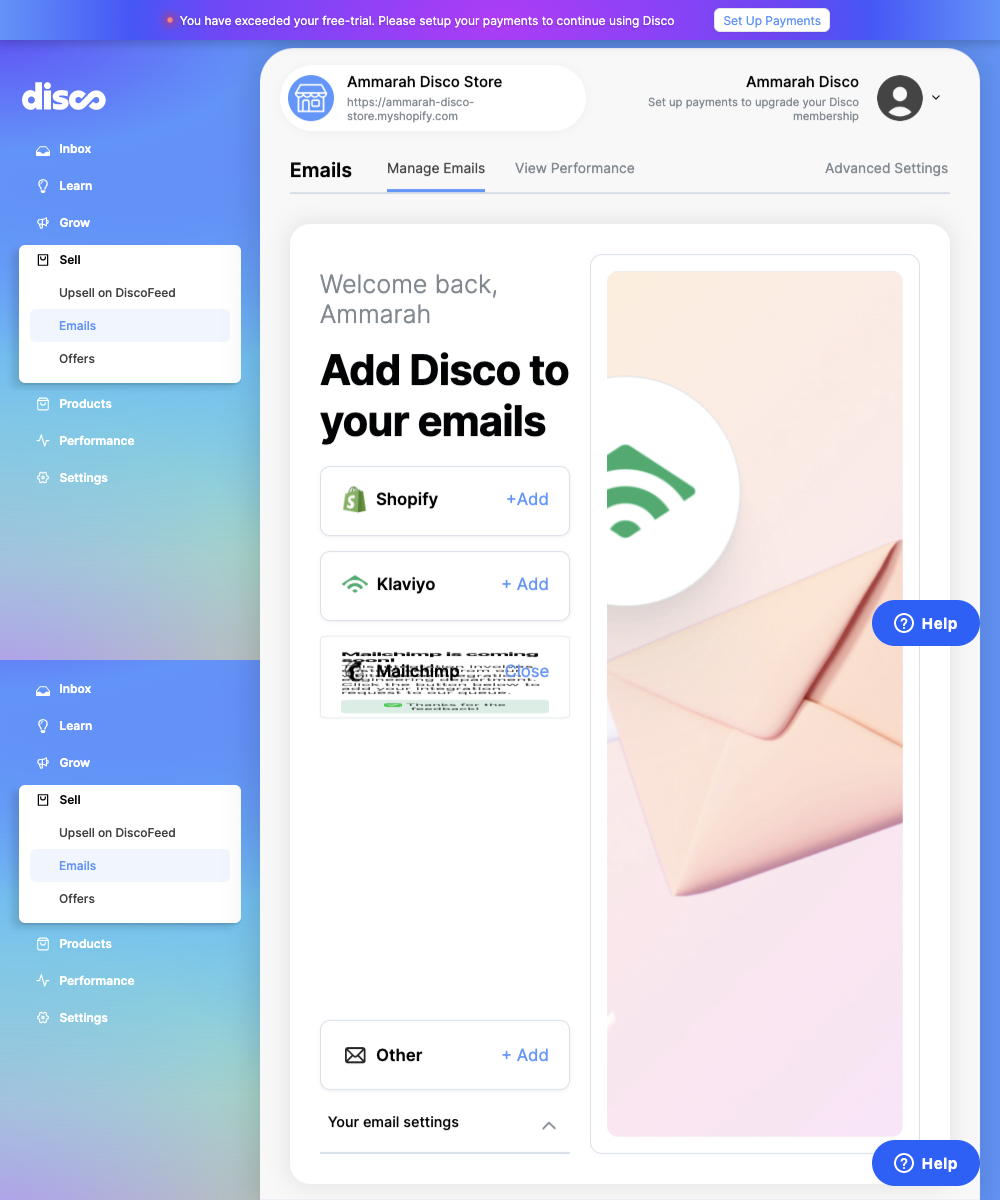 You have exceeded your free-trial. Please setup your payments to continue using Disco
Set Up Payments
disco
Inbox
Learn
Grow
Sell
Upsell on DiscoFeed
Emails
Offers
Products
Performance
Settings
Inbox
Learn
Grow
Sell
Upsell on DiscoFeed
Emails
Offers
Products
Performance
Settings
Ammarah Disco Store
https://ammarah-disco-
store.myshopify.com
Ammarah Disco
Set up payments to upgrade your Disco
membership
Emails
Manage Emails
View Performance
Advanced Settings
Welcome back,
Ammarah
Add Disco to
your emails
Shopify
+Add
Klaviyo
+ Add
Mailchimp is coming
soon!
Mailchimp
Close
engineering department.
Click the button below to
add your integration
request to our queue.
Thanks for the
feedback!
Other
+ Add
Your email settings
Help
Help